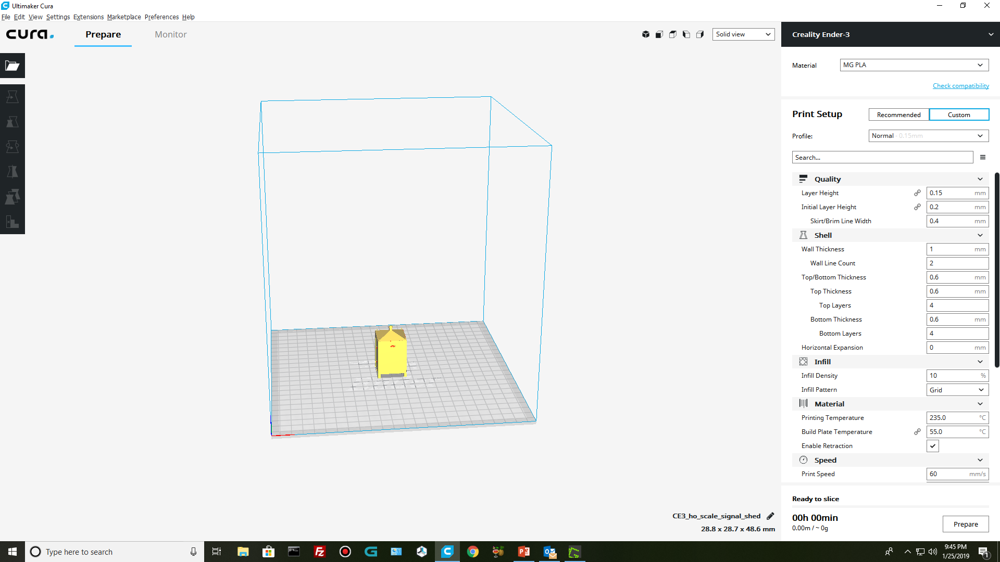 Ultimaker Cura
File Edit View Settings Extensions Marketplace Preferences Help
cura.
Prepare
Monitor
Solid view
Creality Ender-3
Material
MG PLA
Check compatibility
Print Setup
Recommended
Custom
Profile:
Normal - 0.15mm
Search...
Quality
Layer Height 0.15 mm
Initial Layer Height 0.2 mm
Skirt/Brim Line Width 0.4 mm
Shell
Wall Thickness 1 mm
Wall Line Count 2
Top/Bottom Thickness 0.6 mm
Top Thickness 0.6 mm
Top Layers 4
Bottom Thickness 0.6 mm
Bottom Layers 4
Horizontal Expansion 0 mm
Infill
Infill Density 10 %
Infill Pattern Grid
Material
Printing Temperature 235.0 °C
Build Plate Temperature 55.0 °C
Enable Retraction
Speed
Print Speed 60 mm/s
Ready to slice
00h 00min
0.00m / ~ 0g
Prepare
CE3_ho_scale_signal_shed
28.8 x 28.7 x 48.6 mm
Type here to search
9:45 PM
1/25/2019
1